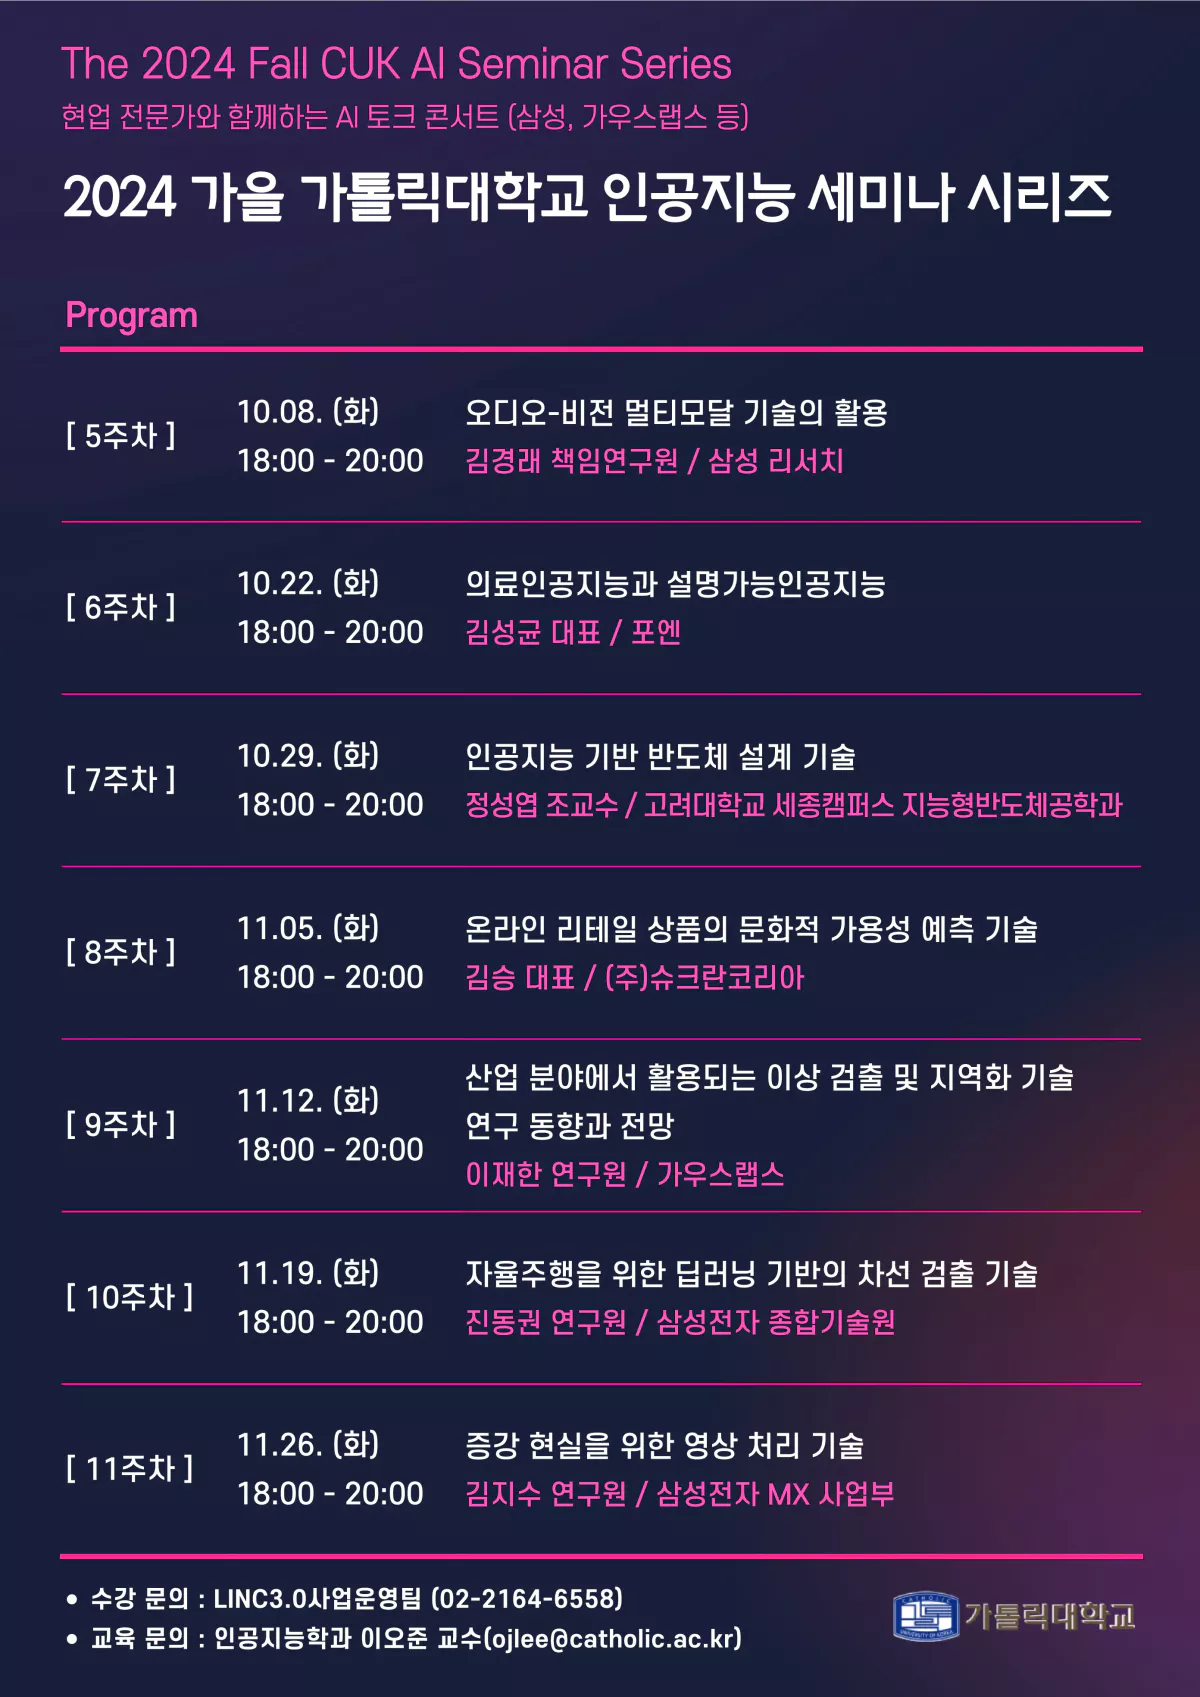 The 2024 Fall CUK AI Seminar Series
현업 전문가와 함께하는 AI 토크 콘서트 (삼성, 가우스랩스 등)
2024 가을 가톨릭대학교 인공지능 세미나 시리즈
Program
[ 5주차 ]
10.08. (화)
18:00 - 20:00
오디오-비전 멀티모달 기술의 활용
김경래 책임연구원 / 삼성 리서치
[ 6주차 ]
10.22. (화)
18:00 - 20:00
의료인공지능과 설명가능인공지능
김성균 대표 / 포엔
[ 7주차 ]
10.29. (화)
18:00 - 20:00
인공지능 기반 반도체 설계 기술
정성엽 조교수 / 고려대학교 세종캠퍼스 지능형반도체공학과
[ 8주차 ]
11.05. (화)
18:00 - 20:00
온라인 리테일 상품의 문화적 가용성 예측 기술
김승 대표 / (주)슈크란코리아
[ 9주차 ]
11.12. (화)
18:00 - 20:00
산업 분야에서 활용되는 이상 검출 및 지역화 기술
연구 동향과 전망
이재한 연구원 / 가우스랩스
[ 10주차 ]
11.19. (화)
18:00 - 20:00
자율주행을 위한 딥러닝 기반의 차선 검출 기술
진동권 연구원 / 삼성전자 종합기술원
[ 11주차 ]
11.26. (화)
18:00 - 20:00
증강 현실을 위한 영상 처리 기술
김지수 연구원 / 삼성전자 MX 사업부
• 수강 문의 : LINC3.0사업운영팀 (02-2164-6558)
• 교육 문의 : 인공지능학과 이오준 교수(ojlee@catholic.ac.kr)
CATHOLIC
UNIVERSITY OF KOREA
가톨릭대학교